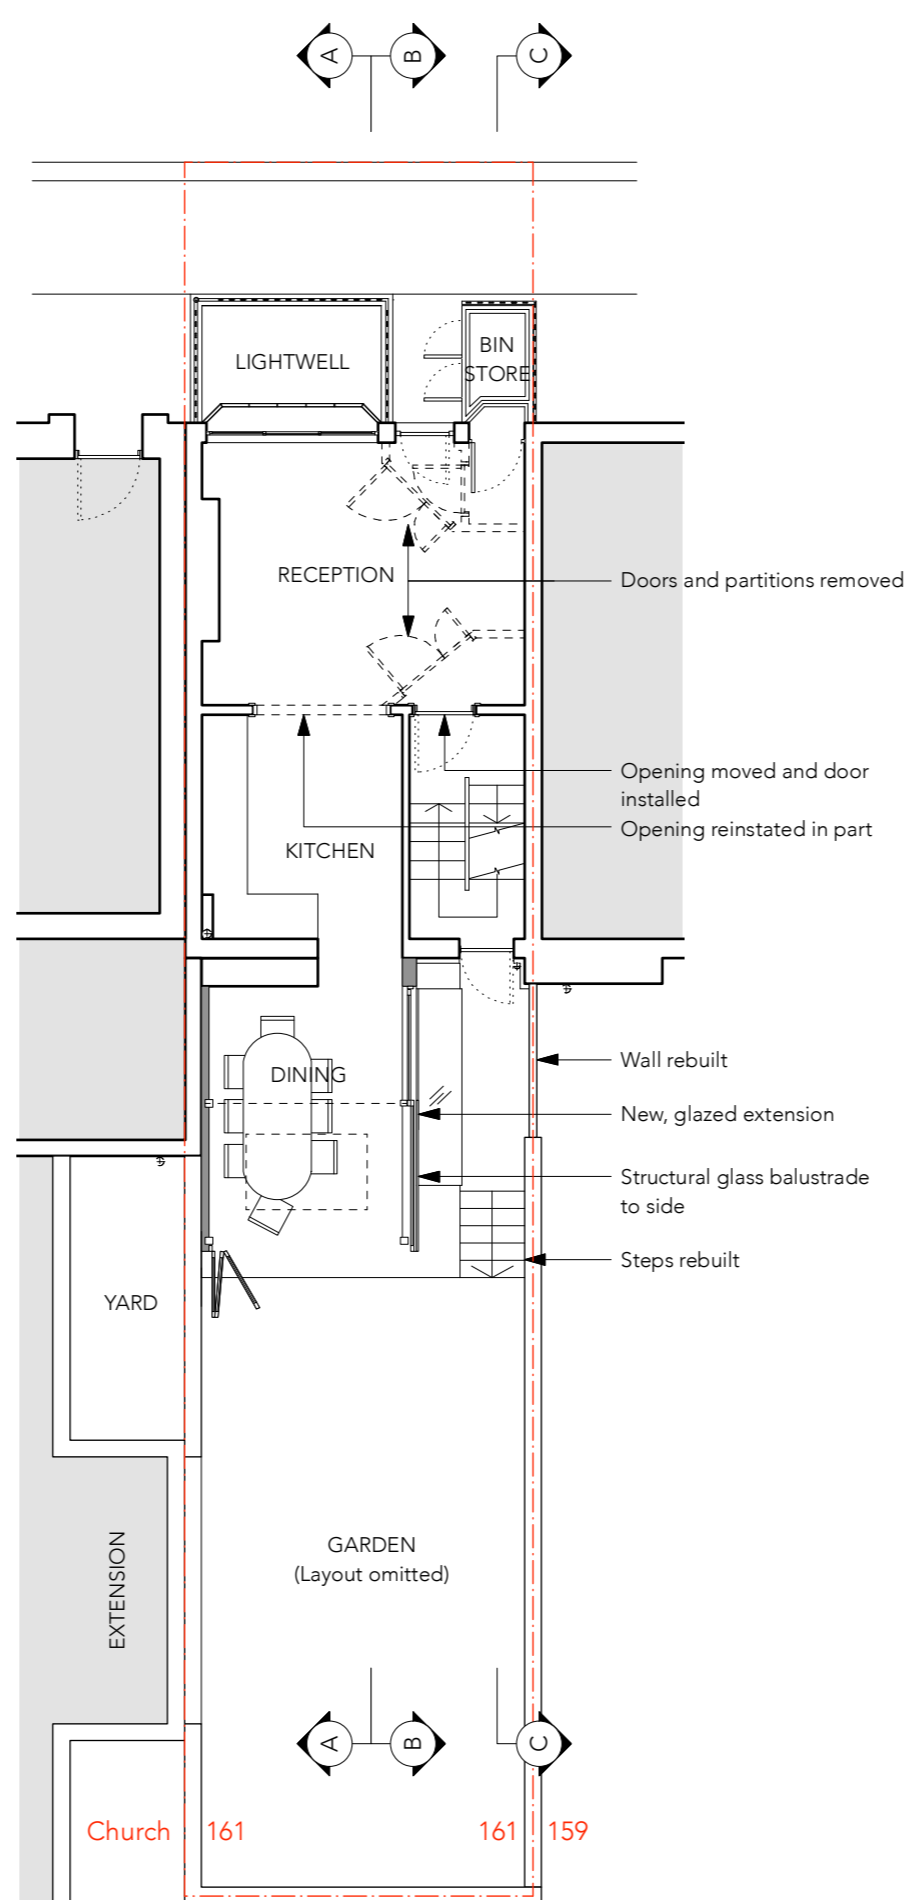 A B C
LIGHTWELL
BIN
STORE
RECEPTION
Doors and partitions removed
Opening moved and door
installed
Opening reinstated in part
KITCHEN
Wall rebuilt
DINING
New, glazed extension
Structural glass balustrade
to side
Steps rebuilt
YARD
EXTENSION
GARDEN
(Layout omitted)
A B C
Church 161 161 159